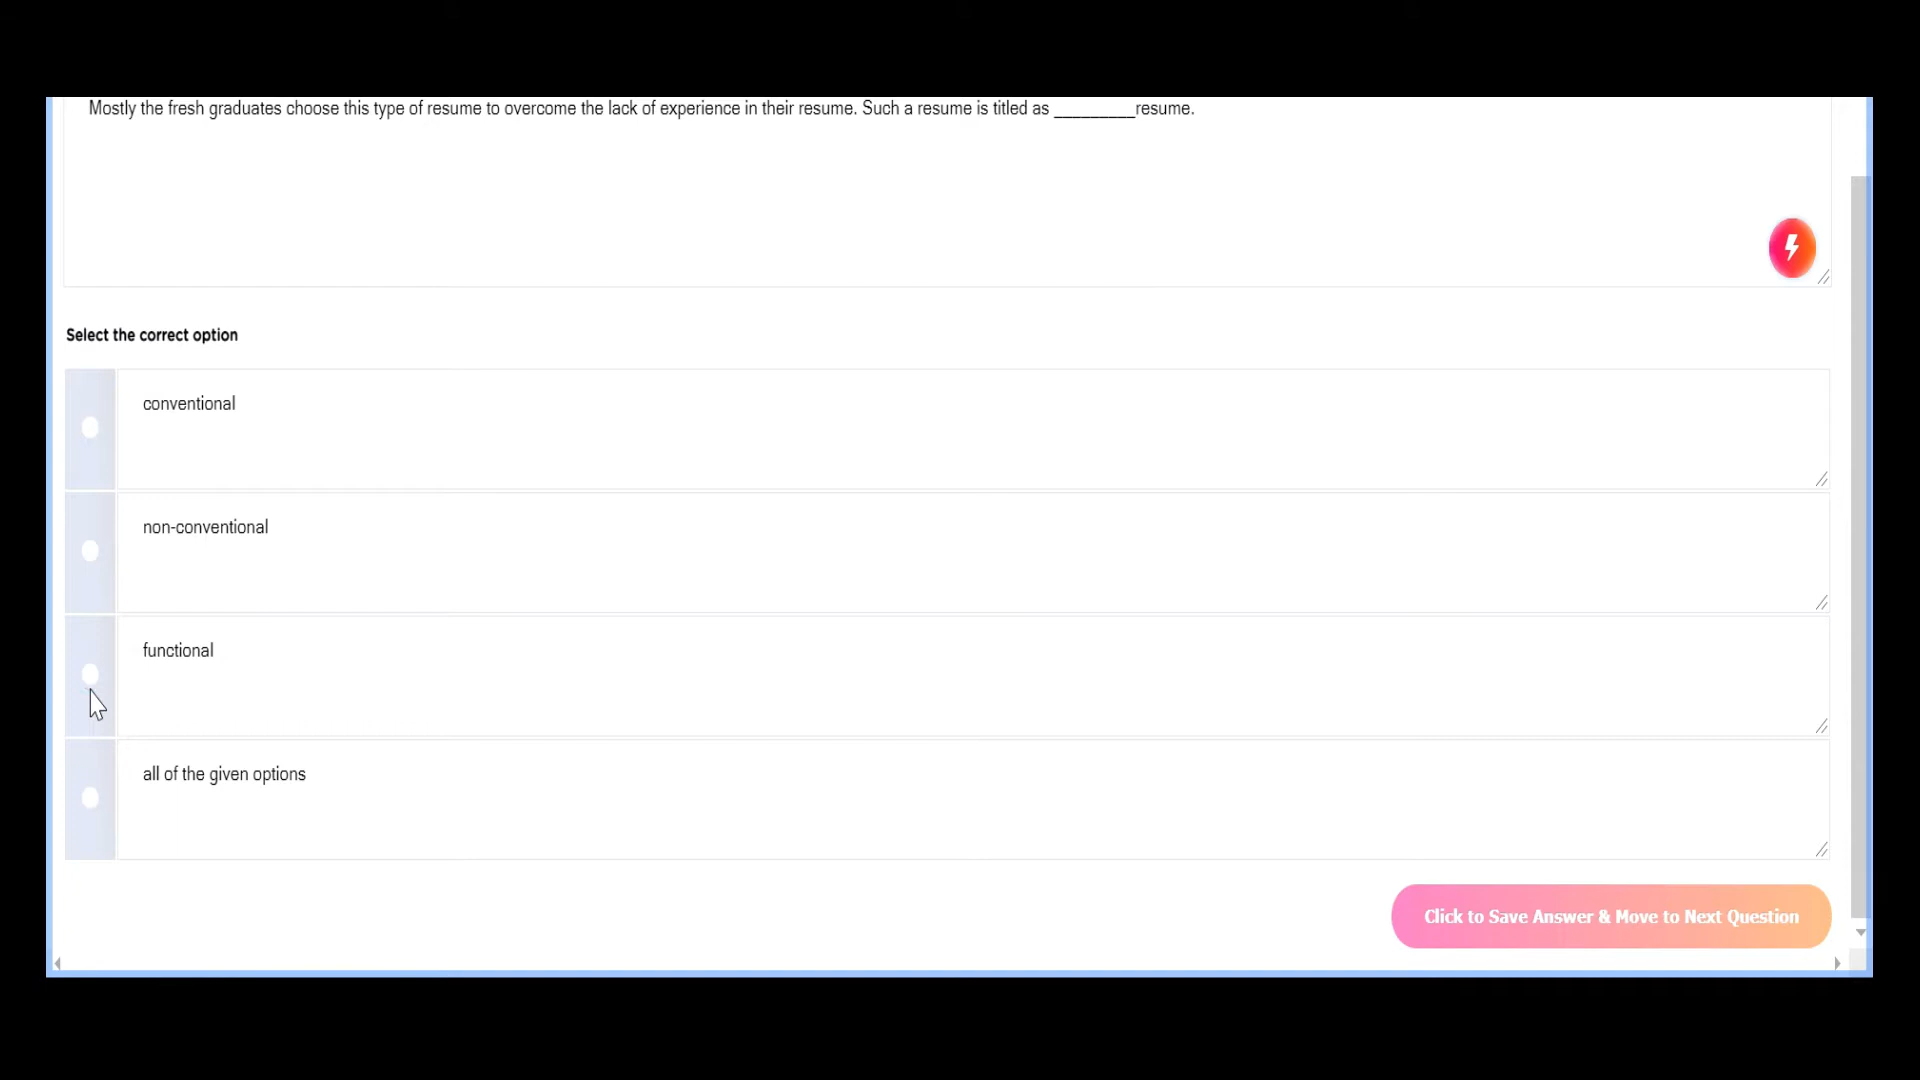 Mostly the fresh graduates choose this type of resume to overcome the lack of experience in their resume. Such a resume is titled as _________resume.
Select the correct option
conventional
non-conventional
functional
all of the given options
Click to Save Answer & Move to Next Question